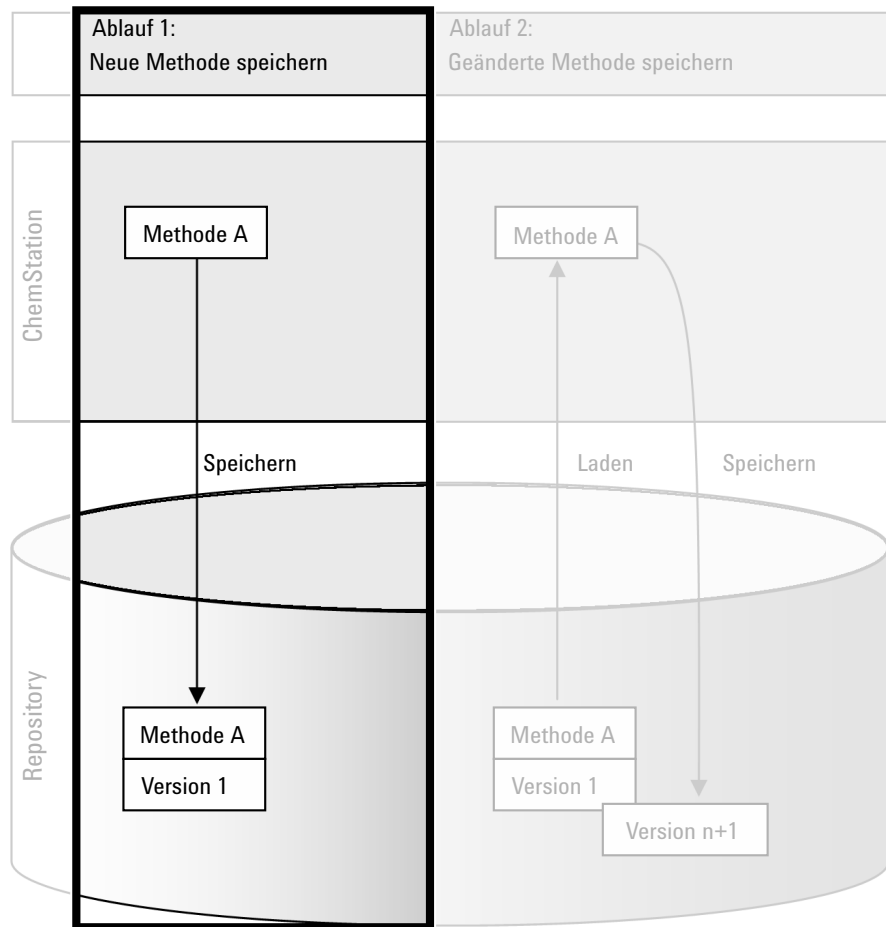 Ablauf 1:
Neue Methode speichern
Ablauf 2:
Geänderte Methode speichern
ChemStation
Methode A
Methode A
Speichern
Laden
Speichern
Repository
Methode A
Version 1
Methode A
Version 1
Version n+1